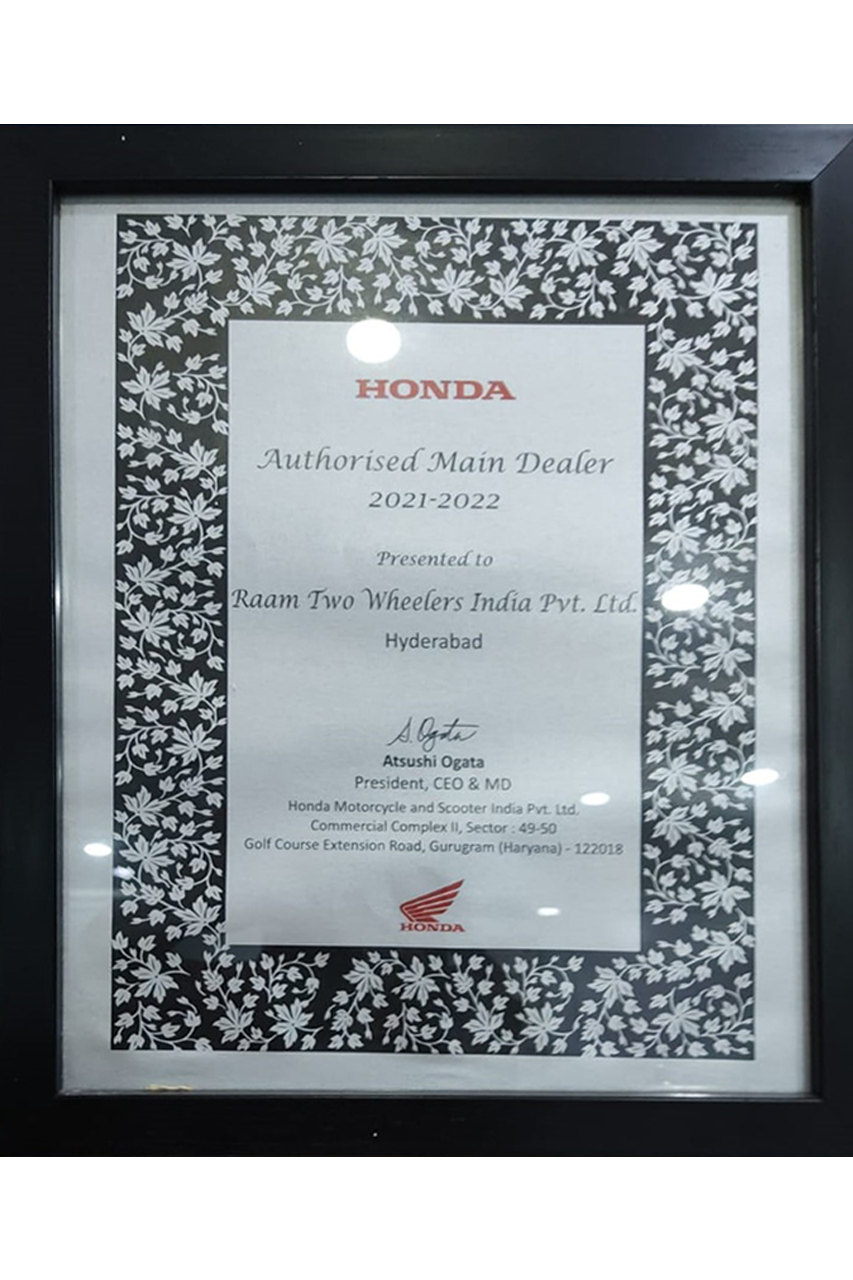 HONDA
Authorised Main Dealer
2021-2022
Presented to
Raam Two Wheelers India Pvt. Ltd.
Hyderabad
S. Ogata
Atsushi Ogata
President, CEO & MD
Honda Motorcycle and Scooter India Pvt. Ltd.
Commercial Complex II, Sector : 49-50
Golf Course Extension Road, Gurugram (Haryana) - 122018
HONDA